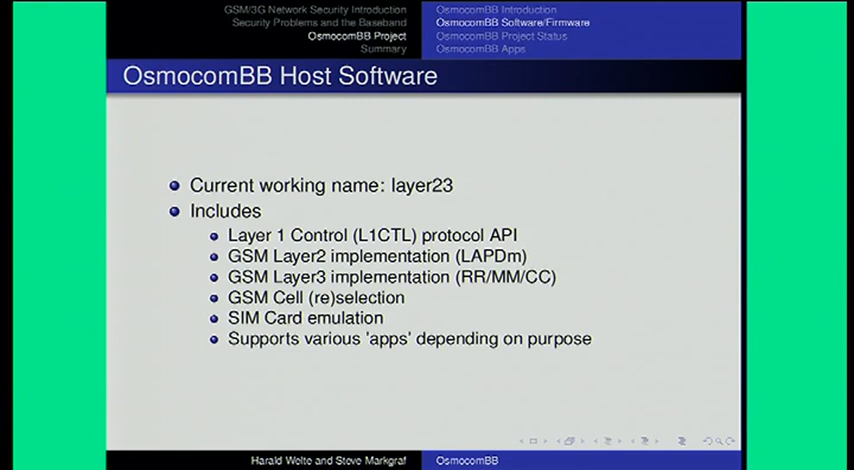 GSM/3G Network Security Introduction
Security Problems and the Baseband
OsmocomBB Project
Summary
OsmocomBB Introduction
OsmocomBB Software/Firmware
OsmocomBB Project Status
OsmocomBB Apps
OsmocomBB Host Software
Current working name: layer23
Includes
Layer 1 Control (L1CTL) protocol API
GSM Layer2 implementation (LAPDm)
GSM Layer3 implementation (RR/MM/CC)
GSM Cell (re)selection
SIM Card emulation
Supports various 'apps' depending on purpose
Harald Welte and Steve Markgraf
OsmocomBB